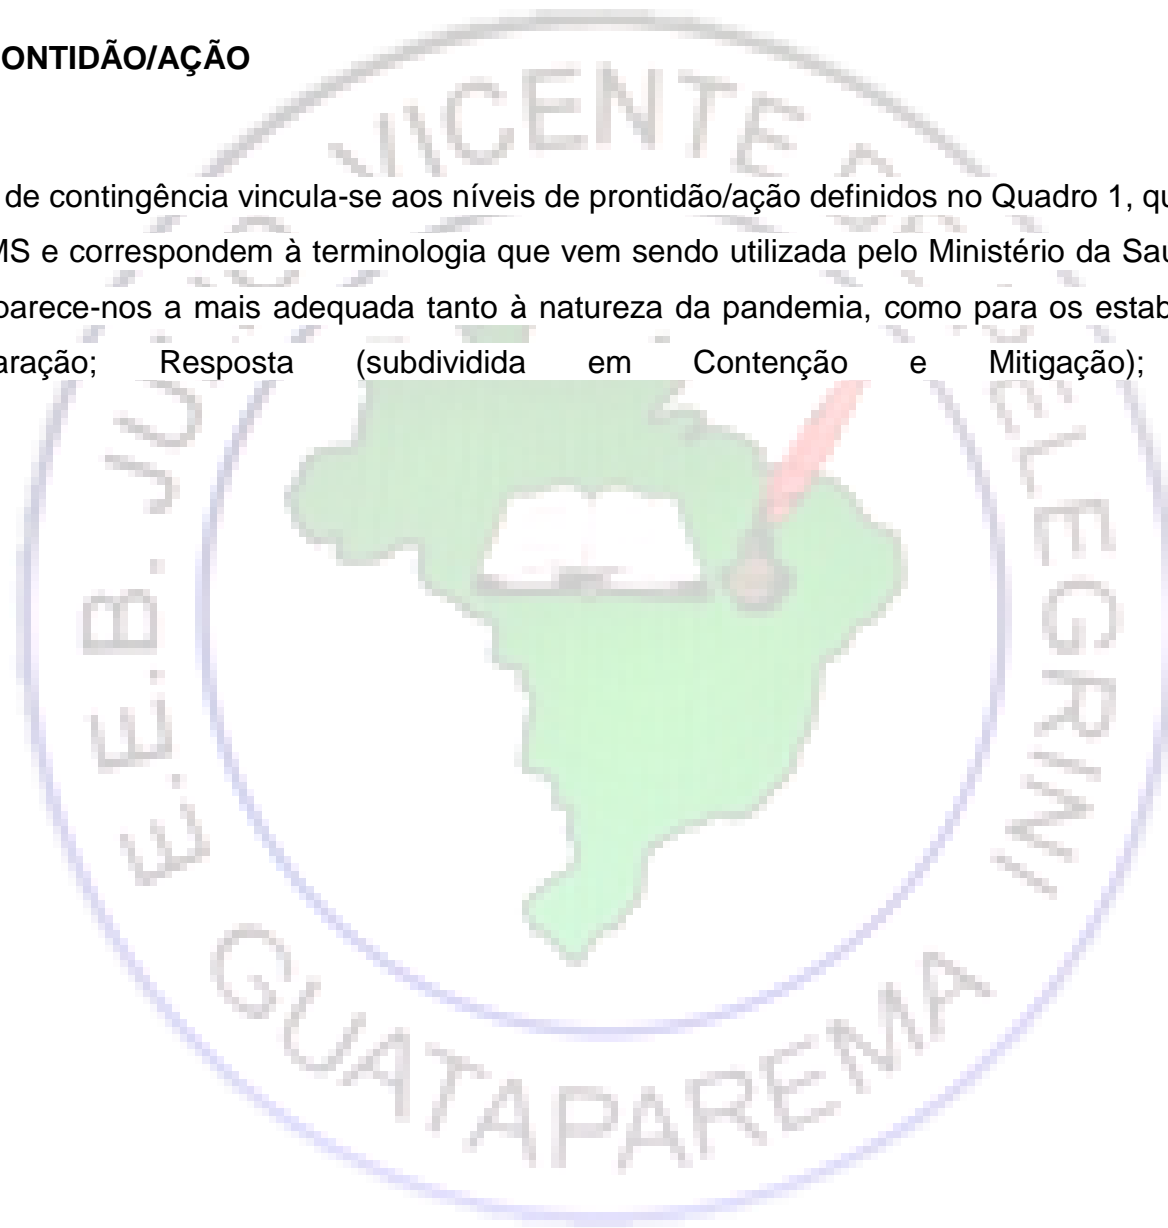 ONTIDÃO/AÇÃO
de contingência vincula-se aos níveis de prontidão/ação definidos no Quadro 1, qu
MS e correspondem à terminologia que vem sendo utilizada pelo Ministério da Saú
parece-nos a mais adequada tanto à natureza da pandemia, como para os estab
aração; Resposta (subdividida em Contenção e Mitigação);
E.E.B. VICENTE PELEGRINI
GUATAPAREMA